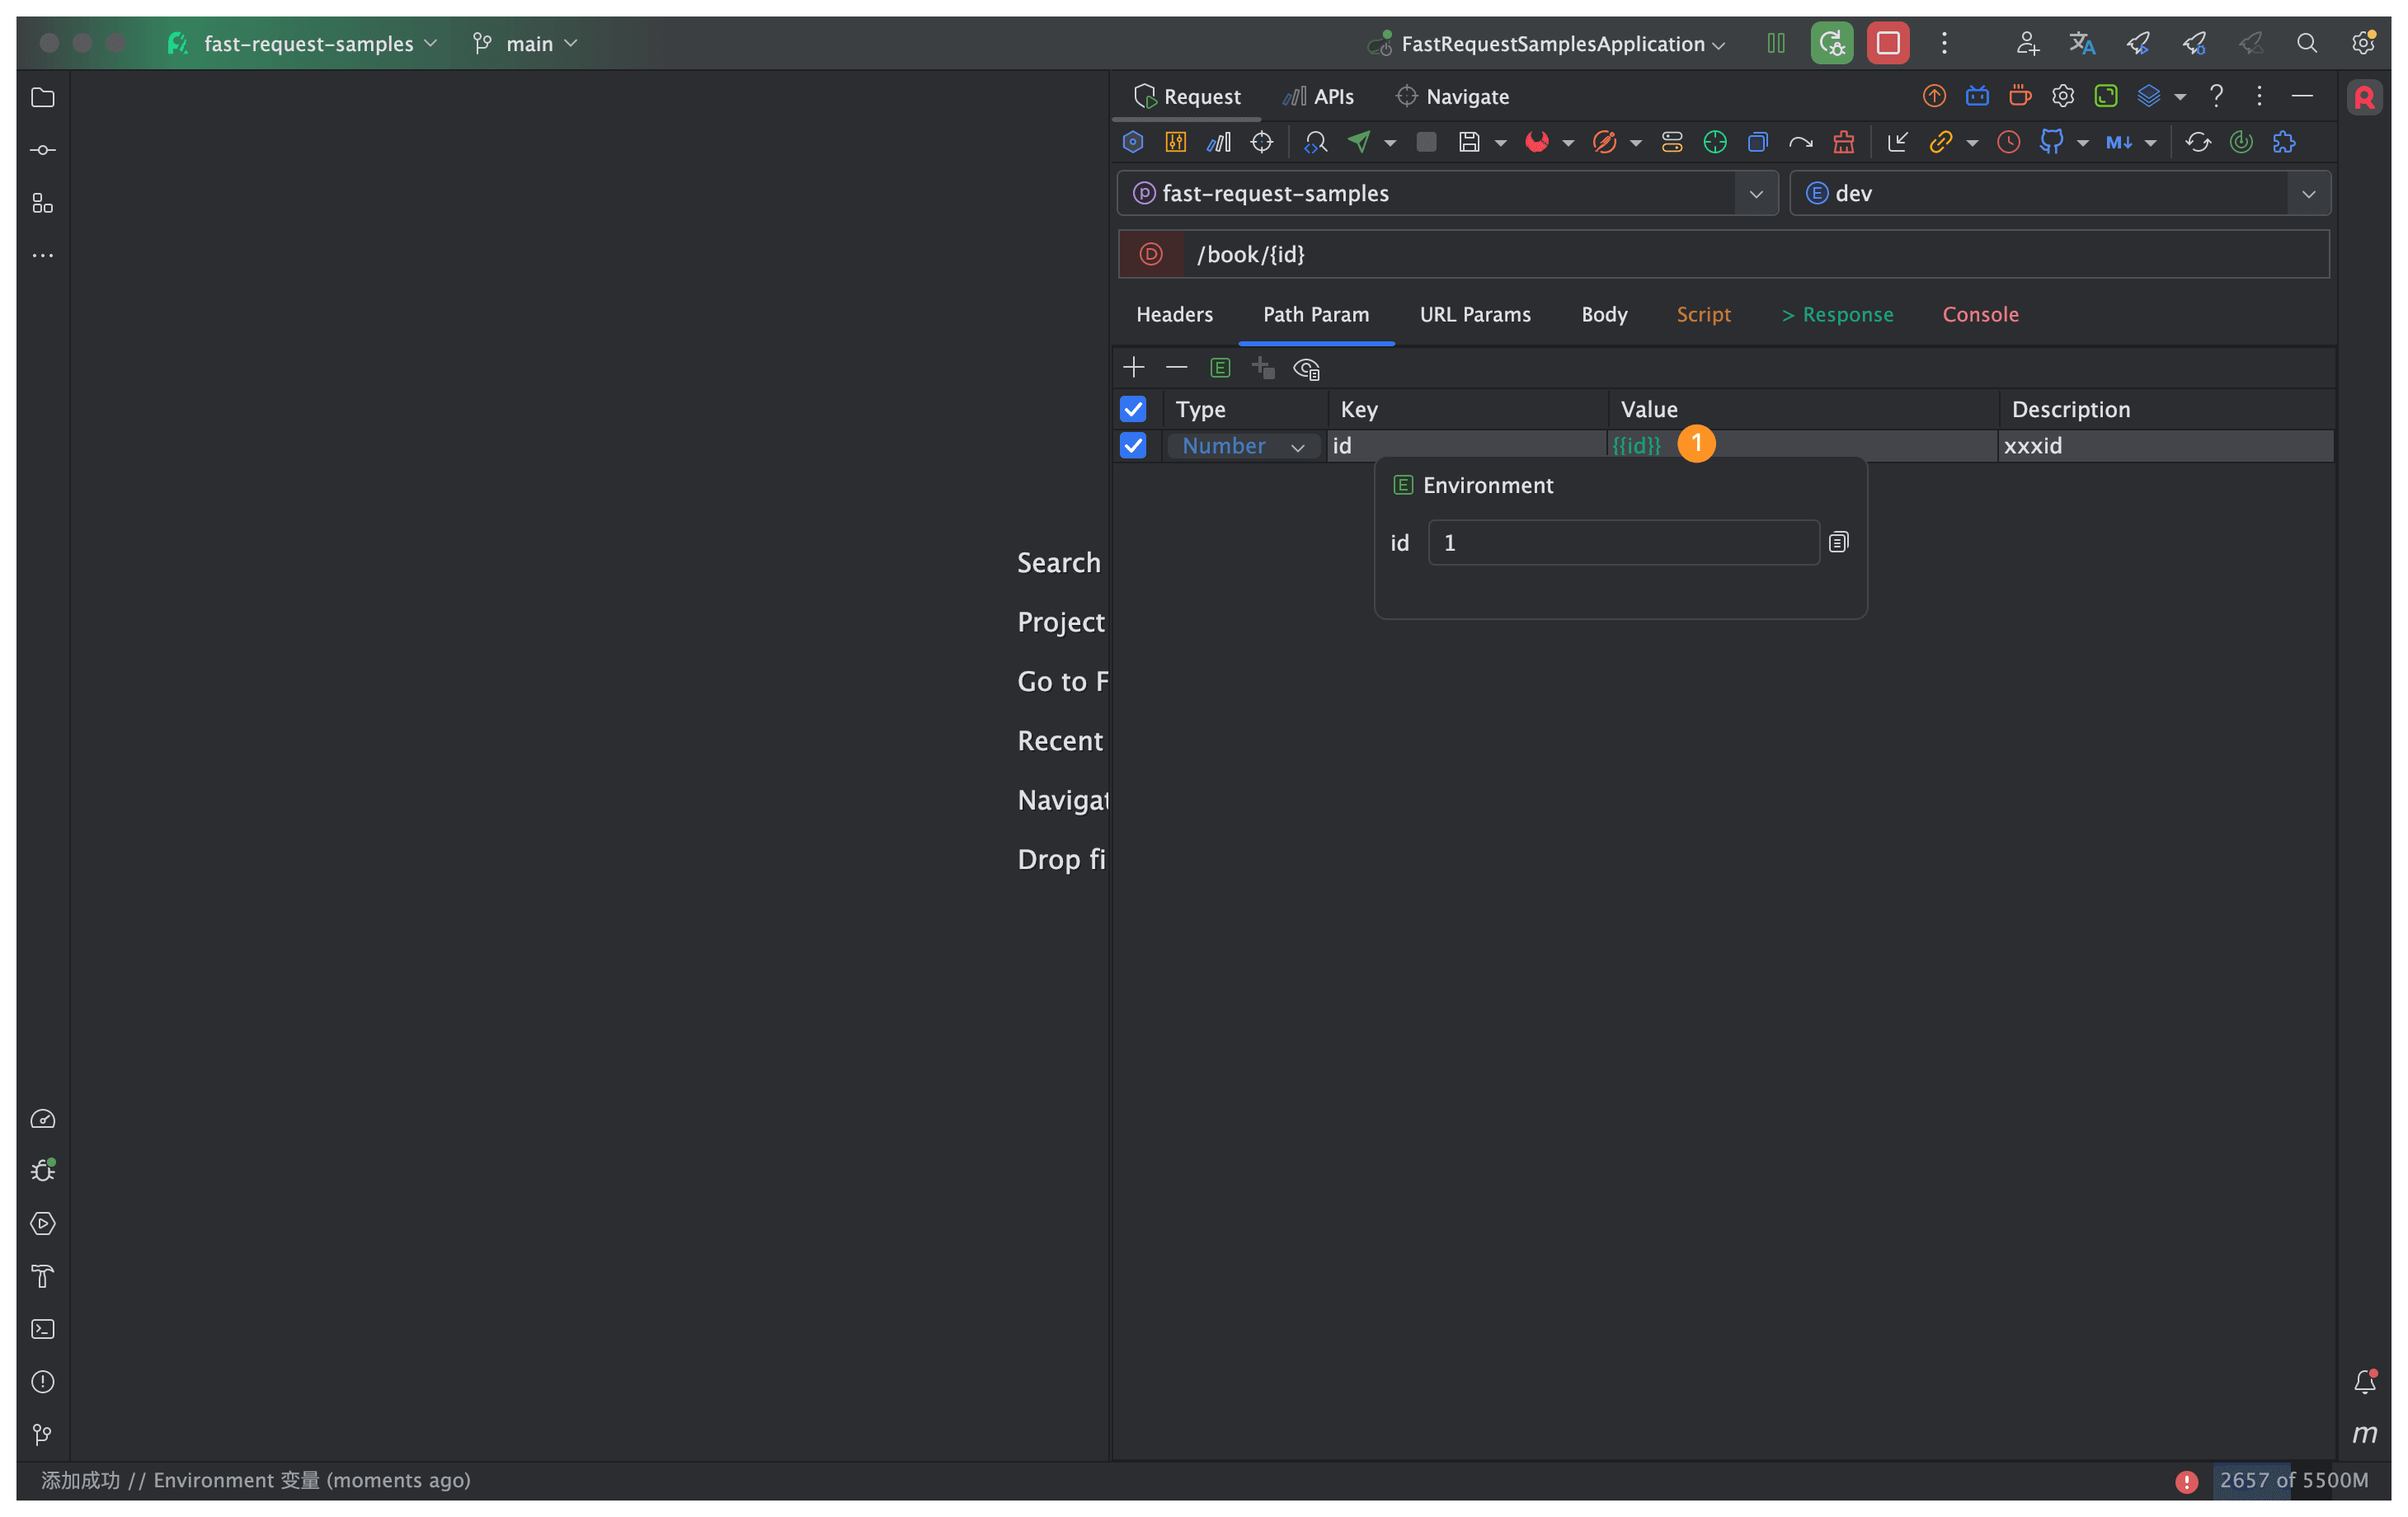 fast-request-samples
main
FastRequestSamplesApplication
Request
APIs
Navigate
M↓
fast-request-samples
dev
D
/book/{id}
Headers
Path Param
URL Params
Body
Script
> Response
Console
E
Type
Key
Value
Description
Number
id
{{id}}
1
xxxid
E Environment
id
1
Search
Project
Go to F
Recent
Navigat
Drop fi
添加成功 // Environment 变量 (moments ago)
2657 of 5500M